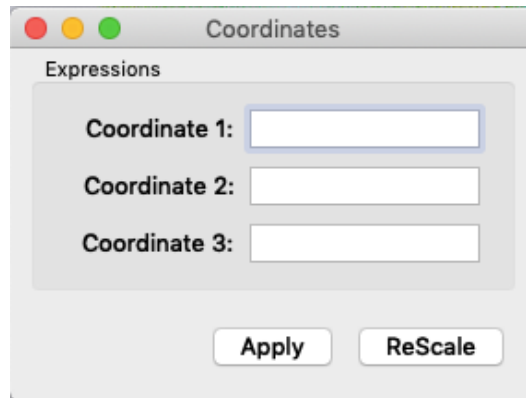 Coordinates
Expressions
Coordinate 1:
Coordinate 2:
Coordinate 3:
Apply ReScale